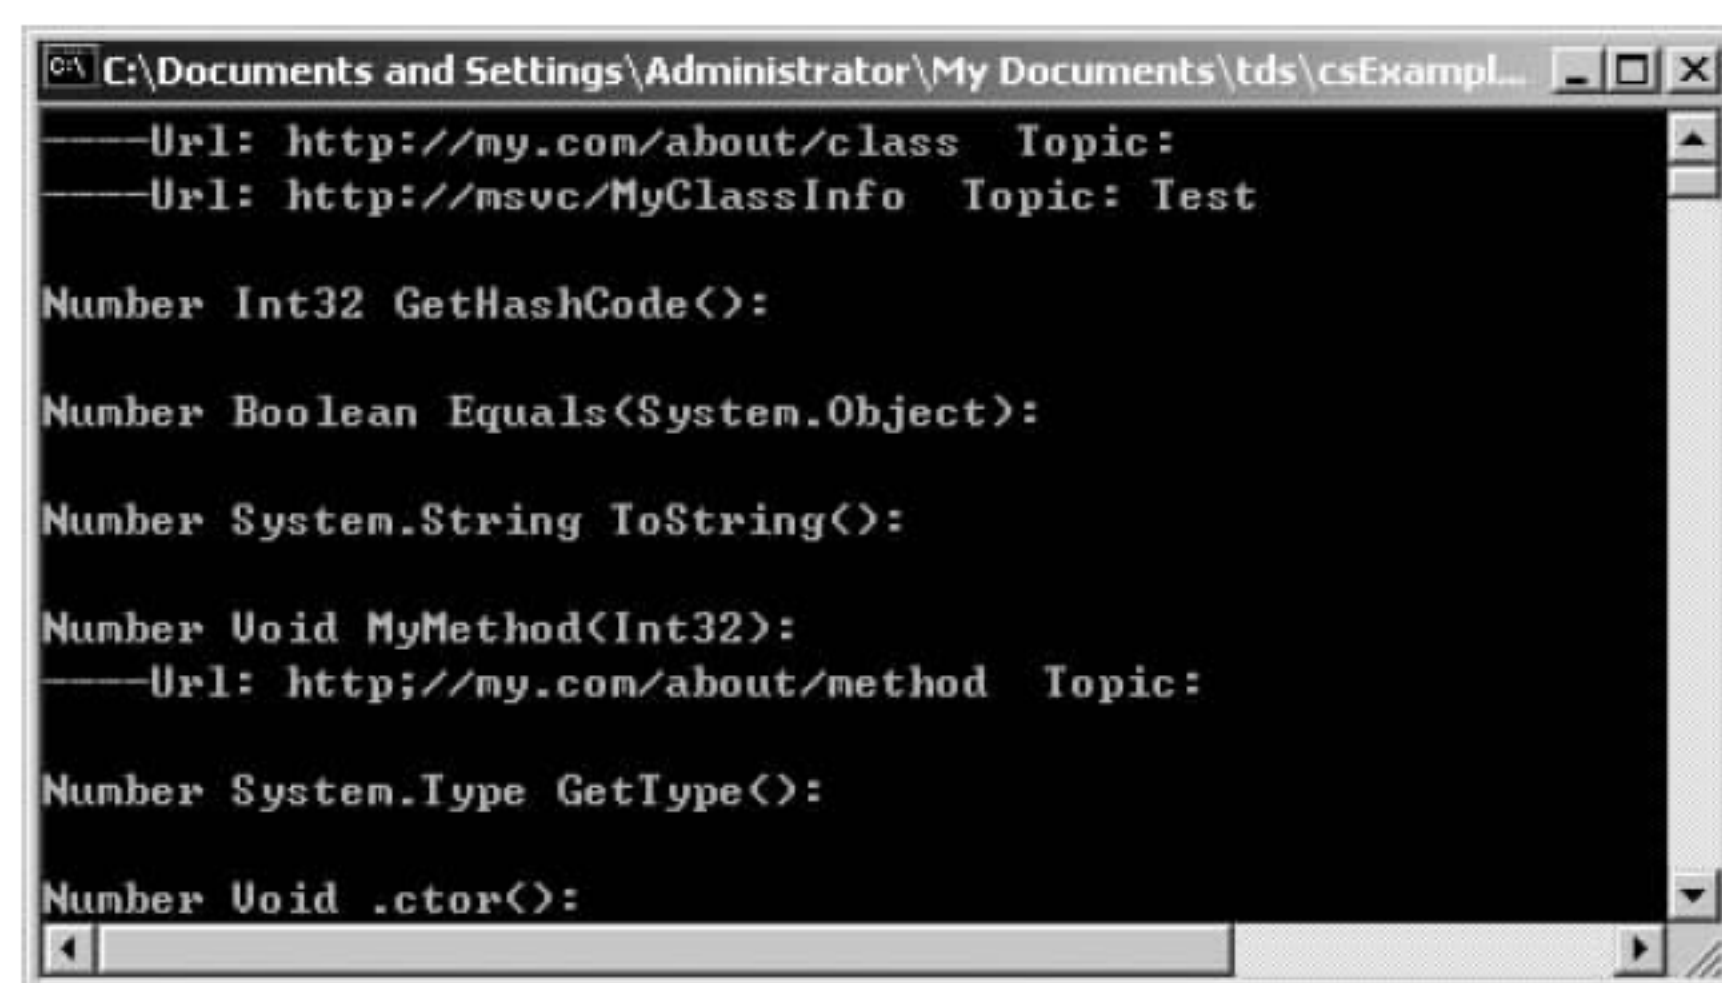 C:\Documents and Settings\Administrator\My Documents\tds\csExampl...
----Url: http://my.com/about/class  Topic:
----Url: http://msvc/MyClassInfo  Topic: Test
Number Int32 GetHashCode():
Number Boolean Equals(System.Object):
Number System.String ToString():
Number Void MyMethod(Int32):
----Url: http;//my.com/about/method  Topic:
Number System.Type GetType():
Number Void .ctor():